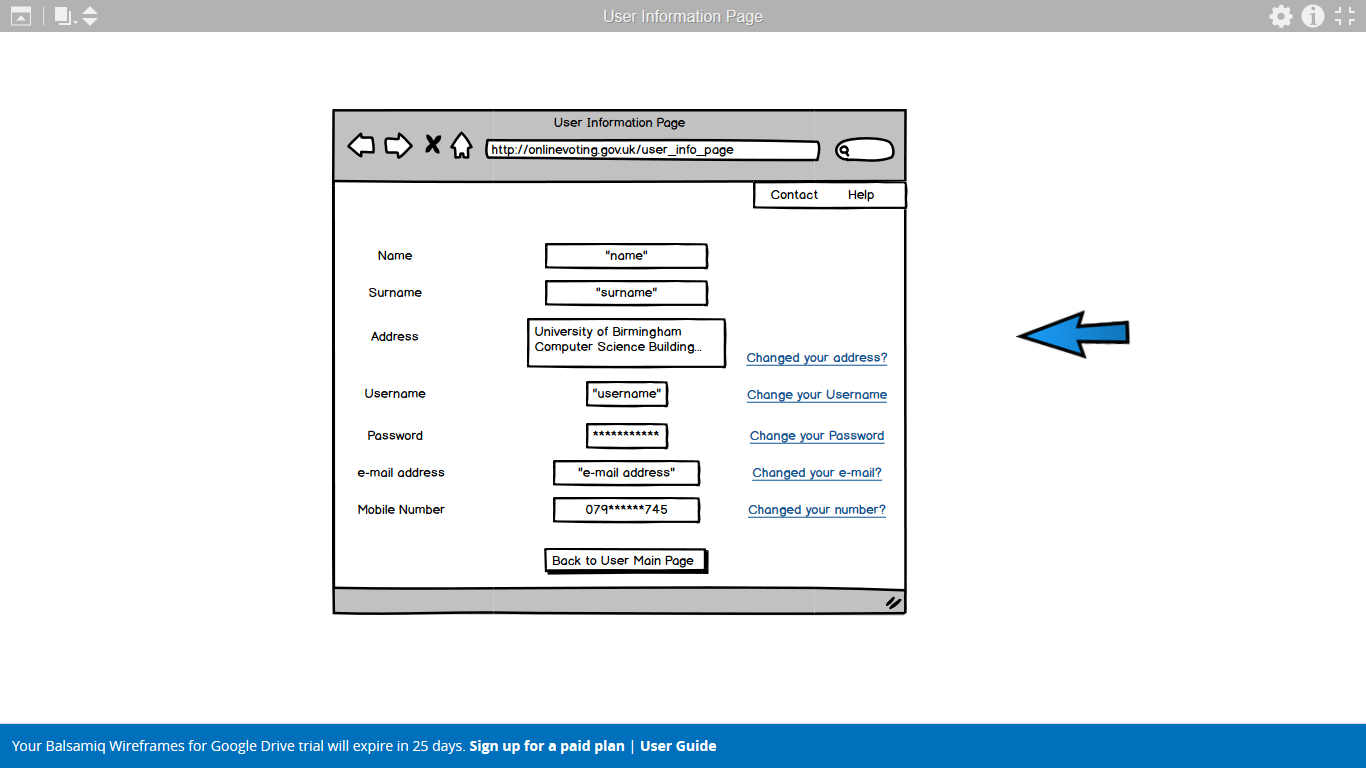 User Information Page
User Information Page
http://onlinevoting.gov.uk/user_info_page
Contact Help
Name "name"
Surname "surname"
Address
University of Birmingham
Computer Science Building...
Changed your address?
Username "username" Change your Username
Password *********** Change your Password
e-mail address "e-mail address" Changed your e-mail?
Mobile Number 079******745 Changed your number?
Back to User Main Page
Your Balsamiq Wireframes for Google Drive trial will expire in 25 days. Sign up for a paid plan | User Guide